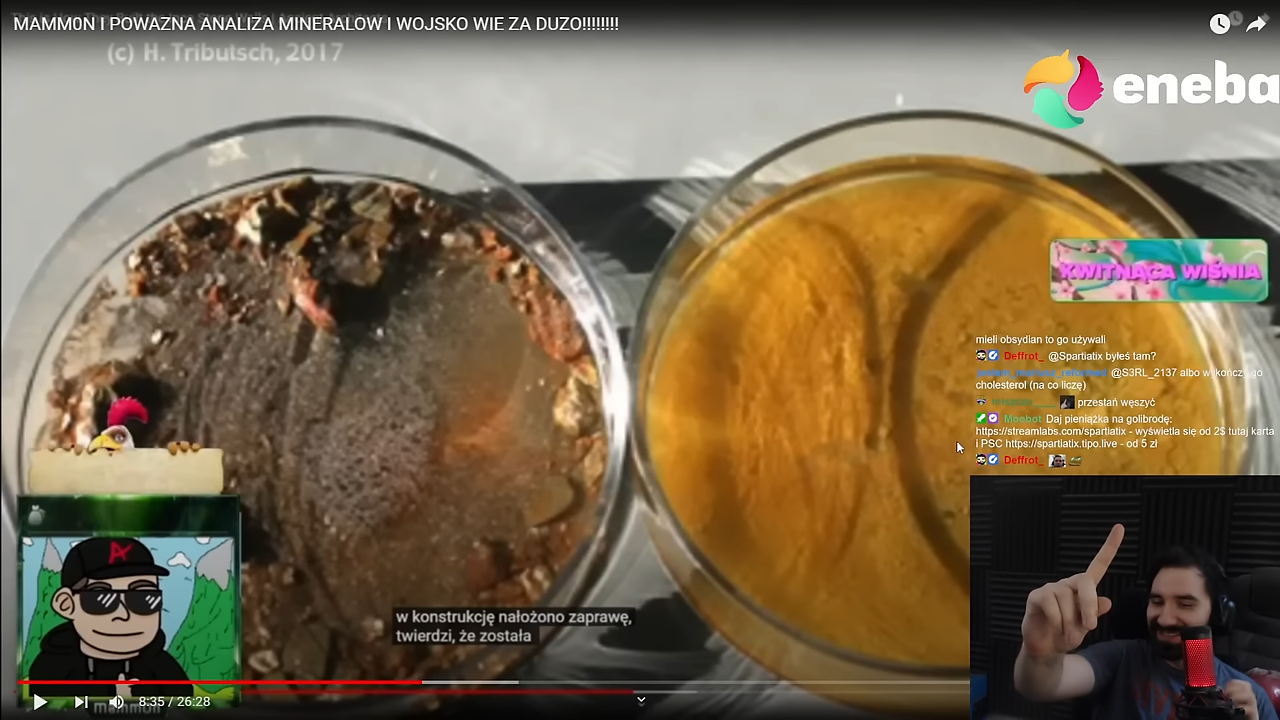 MAMM0N I POWAZNA ANALIZA MINERALOW I WOJSKO WIE ZA DUZO!!!!!!!!
(c) H. Tributsch, 2017
eneba
KWITNĄCA WIŚNIA
mieli obsydian to go używali
Deffrot_ @Spartiatix byłeś tam?
@S3RL_2137 albo wykończy go
cholesterol (na co liczę)
przestań węszyć
Moobot Daj pieniążka na golibrodę:
https://streamlabs.com/spartiatix - wyświetla się od 2$ tutaj karta
i PSC https://spartiatix.tipo.live - od 5 zł
Deffrot_
A
w konstrukcję nałożono zaprawę,
twierdzi, że została
8:35 / 26:28
mammon